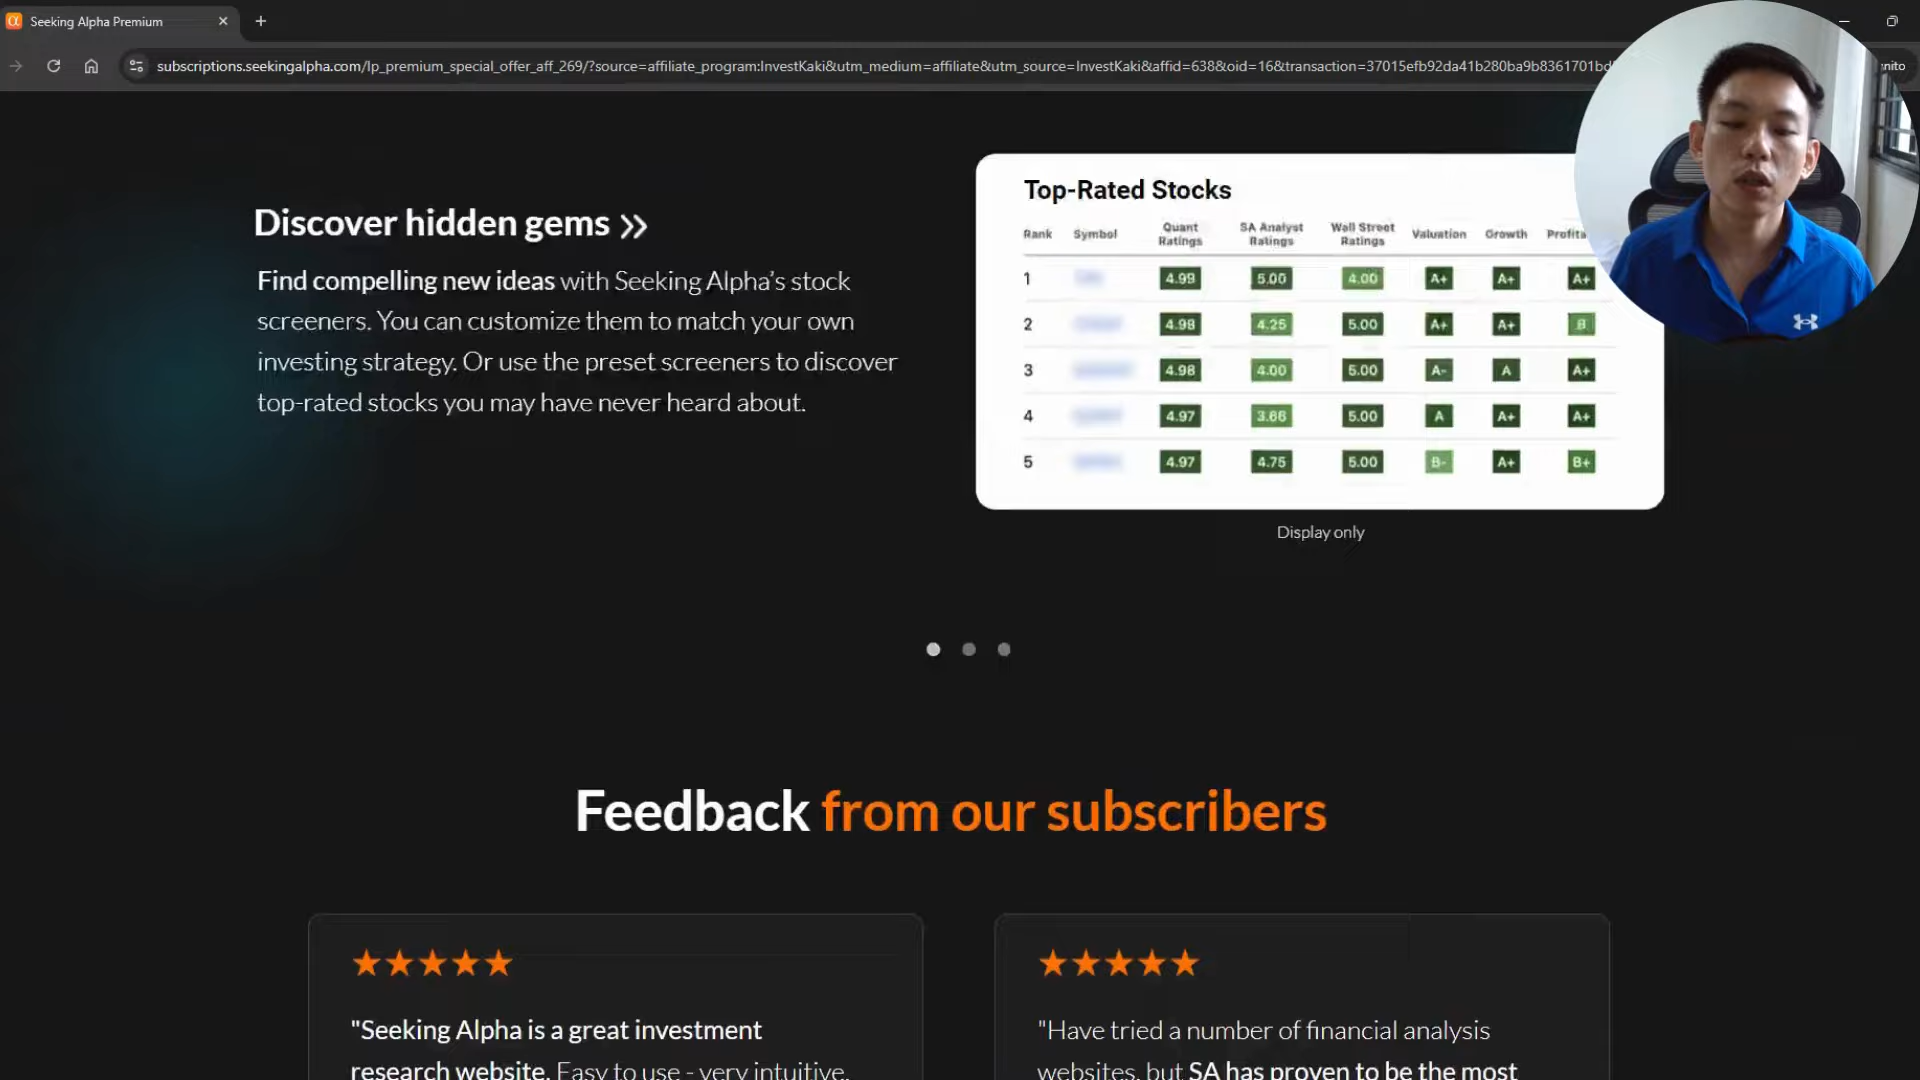 Seeking Alpha Premium
subscriptions.seekingalpha.com/lp_premium_special_offer_aff_269/?source=affiliate_program:InvestKaki&utm_medium=affiliate&utm_source=InvestKaki&affid=638&oid=16&transaction=37015efb92da41b280ba9b8361701bd
nito
Discover hidden gems »
Find compelling new ideas with Seeking Alpha’s stock
screeners. You can customize them to match your own
investing strategy. Or use the preset screeners to discover
top-rated stocks you may have never heard about.
Top-Rated Stocks
Rank Symbol Quant Ratings SA Analyst Ratings Wall Street Ratings Valuation Growth Profita
1 4.99 5.00 4.00 A+ A+ A+
2 4.98 4.25 5.00 A+ A+ B
3 4.98 4.00 5.00 A- A A+
4 4.97 3.66 5.00 A A+ A+
5 4.97 4.75 5.00 B- A+ B+
Display only
Feedback from our subscribers
"Seeking Alpha is a great investment
research website. Easy to use - very intuitive.
"Have tried a number of financial analysis
websites, but SA has proven to be the most